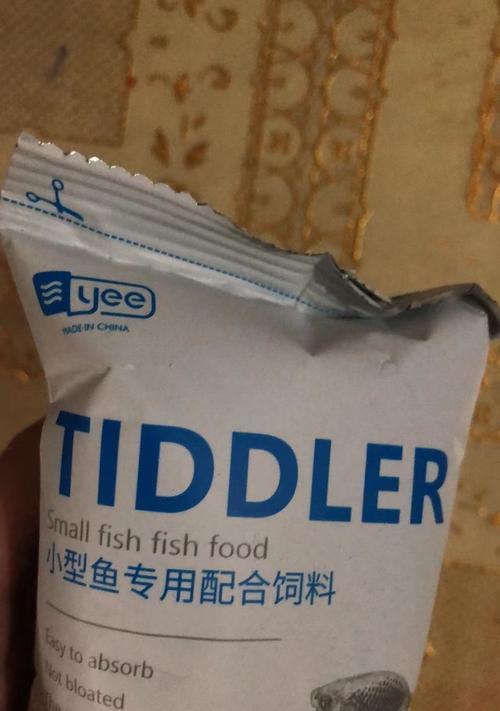 yee
MADE IN CHINA
TIDDLER
Small fish fish food
小型鱼专用配合饲料
Easy to absorb
Not bloated